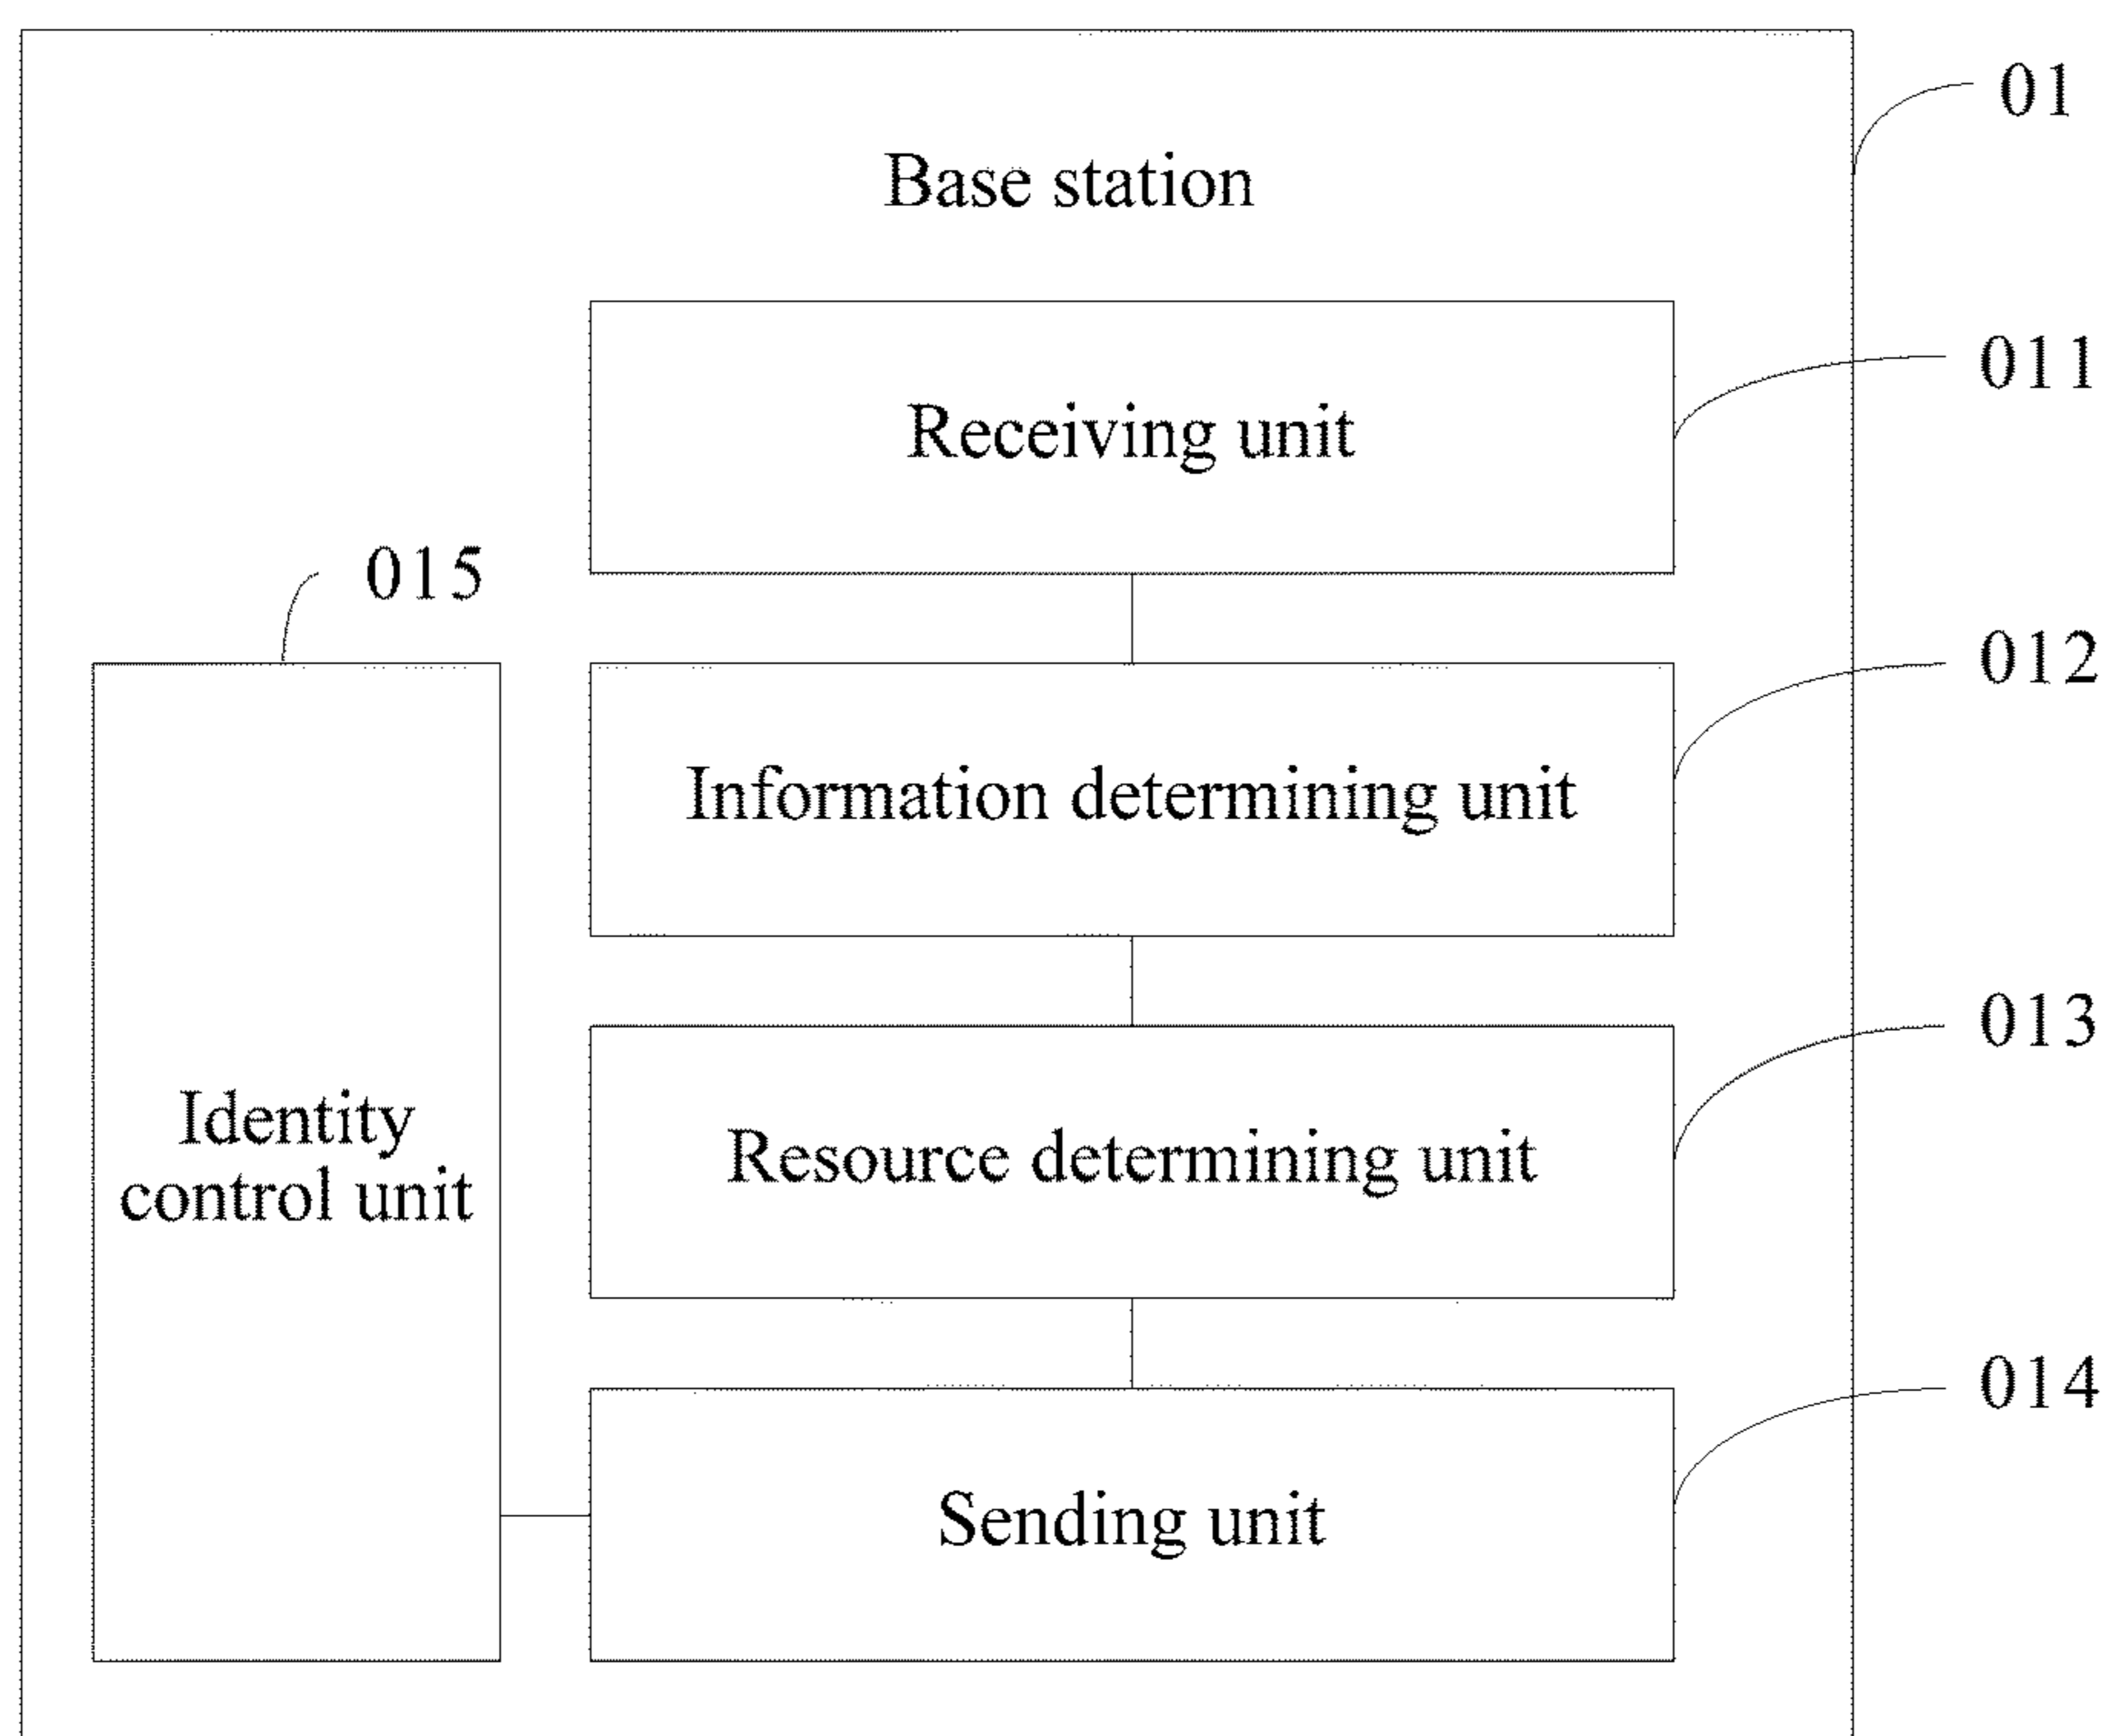 01
Base station
011
Receiving unit
015
012
Information determining unit
013
Identity
control unit
Resource determining unit
014
Sending unit